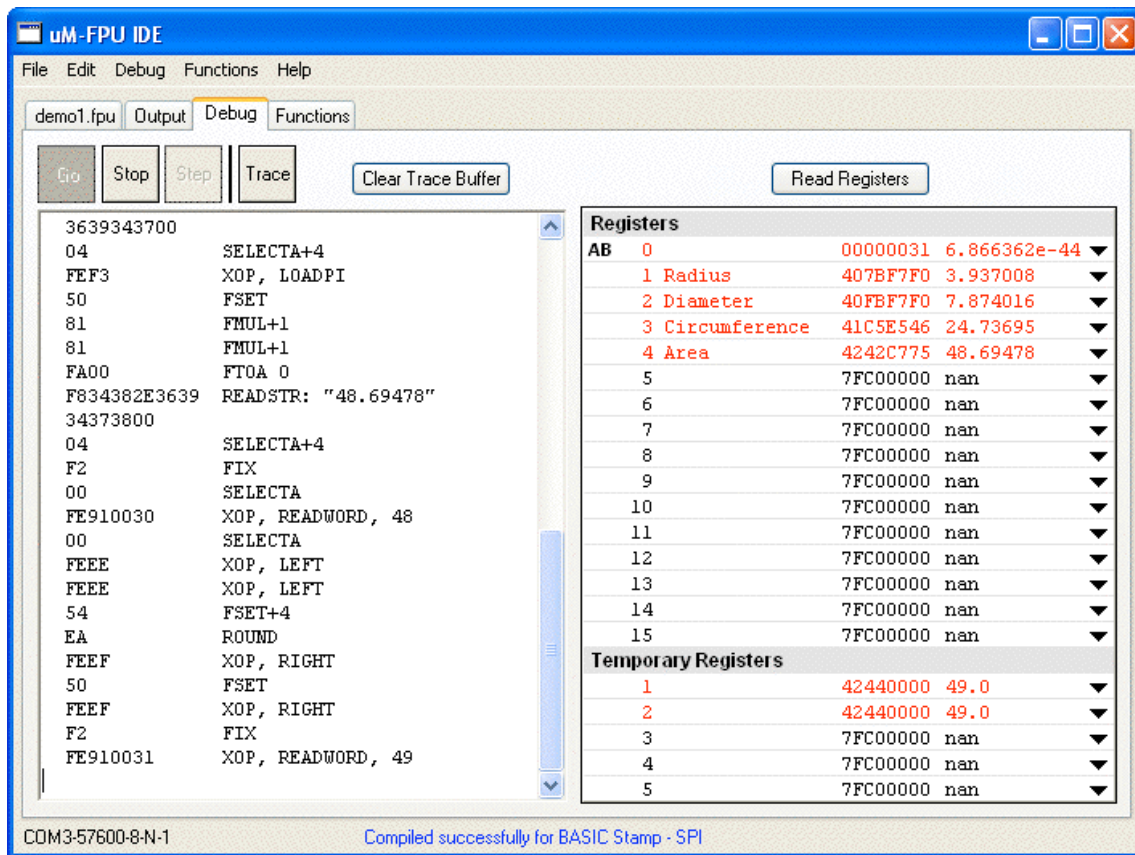 uM-FPU IDE
File Edit Debug Functions Help
demo1.fpu Output Debug Functions
Go Stop Step Trace Clear Trace Buffer Read Registers
3639343700
04 SELECTA+4
FEF3 XOP, LOADPI
50 FSET
81 FMUL+1
81 FMUL+1
FA00 FTOA 0
F834382E3639 READSTR: "48.69478"
34373800
04 SELECTA+4
F2 FIX
00 SELECTA
FE910030 XOP, READWORD, 48
00 SELECTA
FEEE XOP, LEFT
FEEE XOP, LEFT
54 FSET+4
EA ROUND
FEEF XOP, RIGHT
50 FSET
FEEF XOP, RIGHT
F2 FIX
FE910031 XOP, READWORD, 49
Registers
AB 0 00000031 6.866362e-44
1 Radius 407BF7F0 3.937008
2 Diameter 40FBF7F0 7.874016
3 Circumference 41C5E546 24.73695
4 Area 4242C775 48.69478
5 7FC00000 nan
6 7FC00000 nan
7 7FC00000 nan
8 7FC00000 nan
9 7FC00000 nan
10 7FC00000 nan
11 7FC00000 nan
12 7FC00000 nan
13 7FC00000 nan
14 7FC00000 nan
15 7FC00000 nan
Temporary Registers
1 42440000 49.0
2 42440000 49.0
3 7FC00000 nan
4 7FC00000 nan
5 7FC00000 nan
COM3-57600-8-N-1 Compiled successfully for BASIC Stamp - SPI